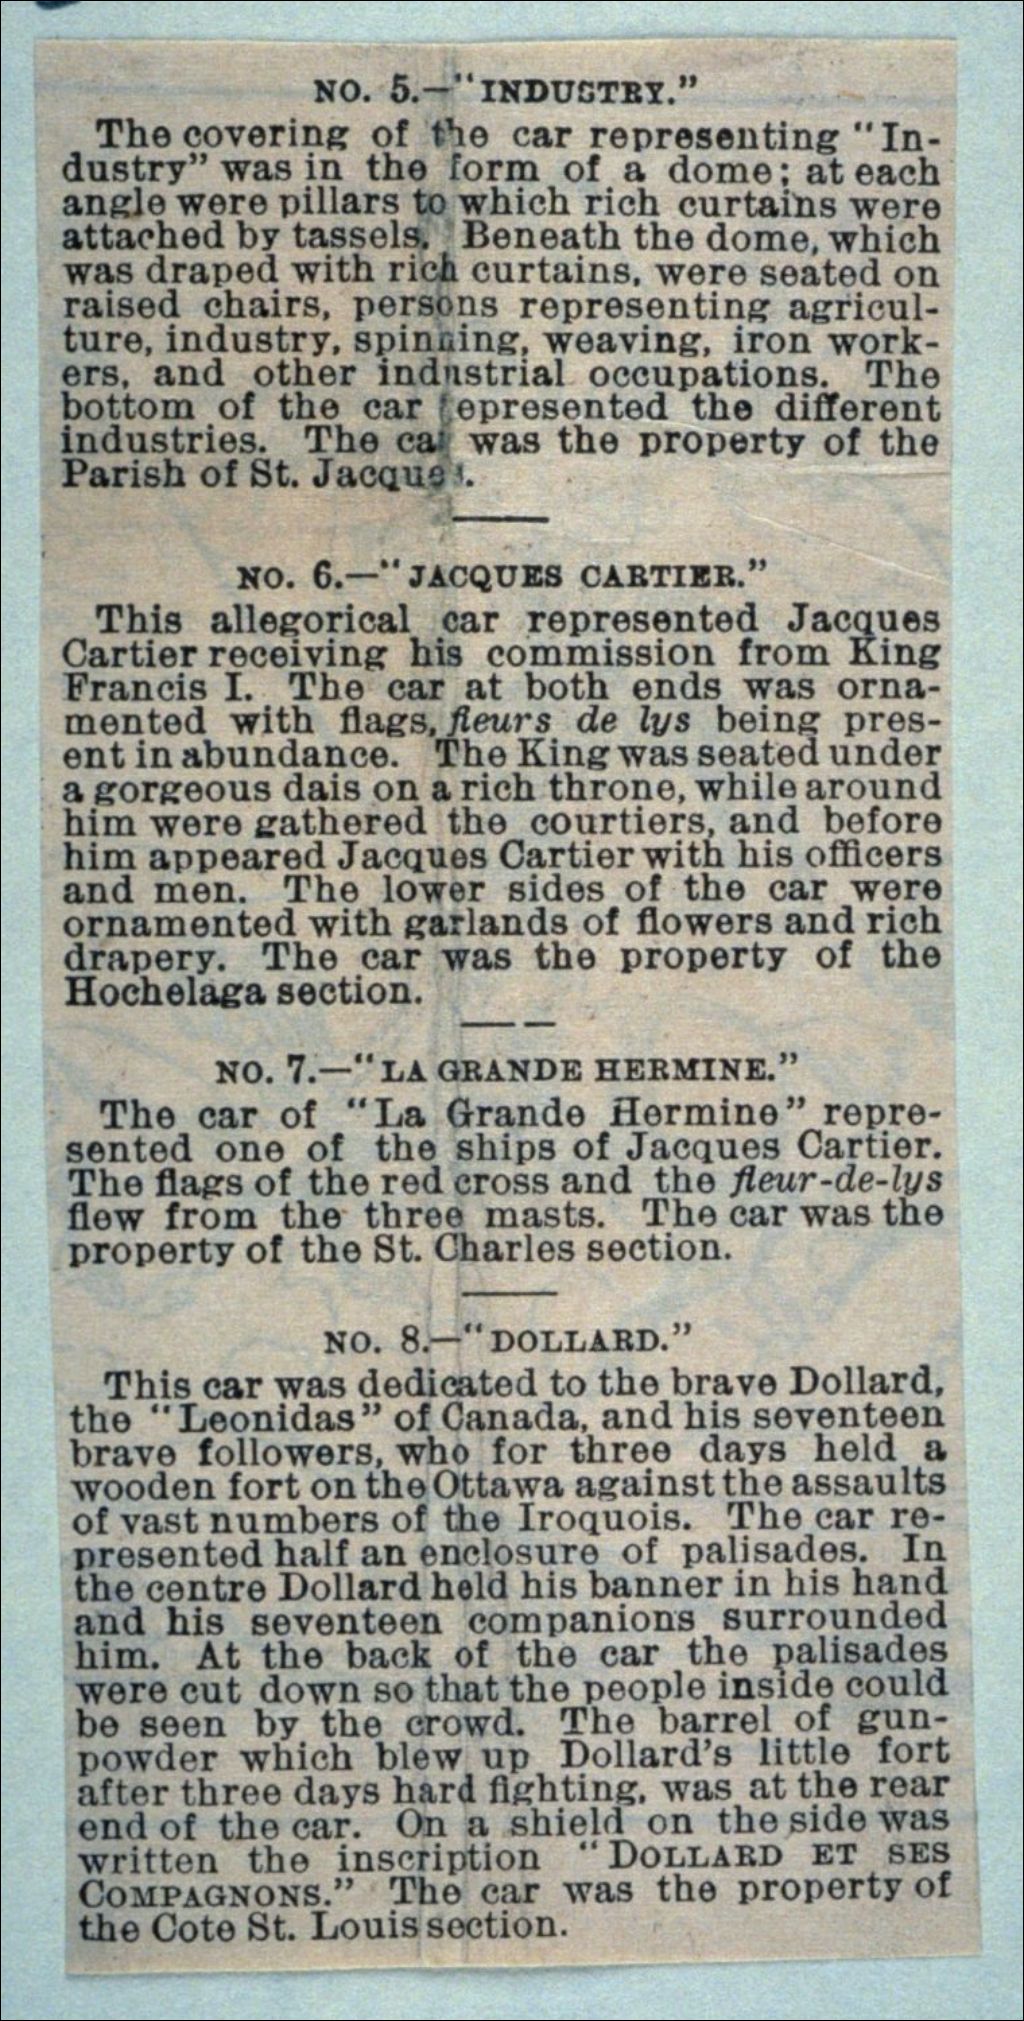 NO. 5.—"INDUSTRY."
The covering of the car representing "In-
dustry" was in the form of a dome; at each
angle were pillars to which rich curtains were
attached by tassels. Beneath the dome, which
was draped with rich curtains, were seated on
raised chairs, persons representing agricul-
ture, industry, spinning, weaving, iron work-
ers, and other industrial occupations. The
bottom of the car represented the different
industries. The car was the property of the
Parish of St. Jacques.
NO. 6.—"JACQUES CARTIER."
This allegorical car represented Jacques
Cartier receiving his commission from King
Francis I. The car at both ends was orna-
mented with flags, fleurs de lys being pres-
ent in abundance. The King was seated under
a gorgeous dais on a rich throne, while around
him were gathered the courtiers, and before
him appeared Jacques Cartier with his officers
and men. The lower sides of the car were
ornamented with garlands of flowers and rich
drapery. The car was the property of the
Hochelaga section.
NO. 7.—"LA GRANDE HERMINE."
The car of "La Grande Hermine" repre-
sented one of the ships of Jacques Cartier.
The flags of the red cross and the fleur-de-lys
flew from the three masts. The car was the
property of the St. Charles section.
NO. 8.—"DOLLARD."
This car was dedicated to the brave Dollard,
the "Leonidas" of Canada, and his seventeen
brave followers, who for three days held a
wooden fort on the Ottawa against the assaults
of vast numbers of the Iroquois. The car re-
presented half an enclosure of palisades. In
the centre Dollard held his banner in his hand
and his seventeen companions surrounded
him. At the back of the car the palisades
were cut down so that the people inside could
be seen by the crowd. The barrel of gun-
powder which blew up Dollard's little fort
after three days hard fighting, was at the rear
end of the car. On a shield on the side was
written the inscription "DOLLARD ET SES
COMPAGNONS." The car was the property of
the Cote St. Louis section.